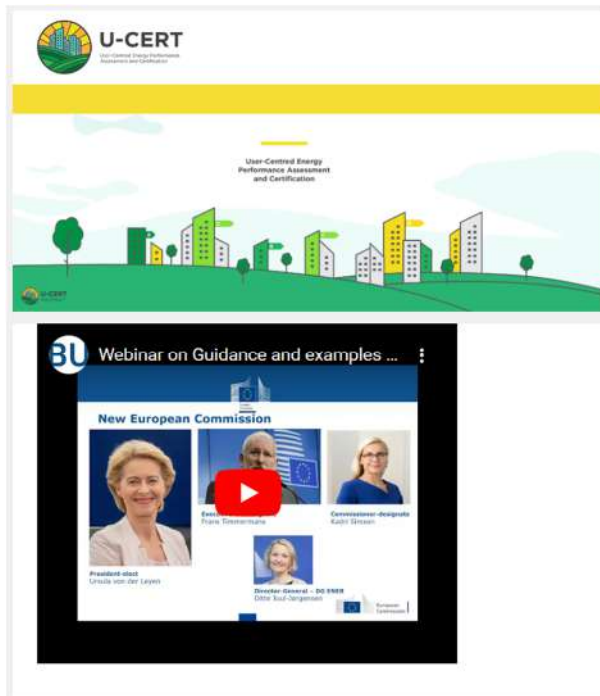 U-CERT
User-Centred Energy Performance
Assessment and Certification
User-Centred Energy
Performance Assessment
and Certification
U-CERT
BU
Webinar on Guidance and examples ...
New European Commission
Frans Timmermans
Commissioner-designate
Kadri Simson
President-elect
Ursula von der Leyen
Director-General – DG ENER
Ditte Juul-Jørgensen
European
Commission